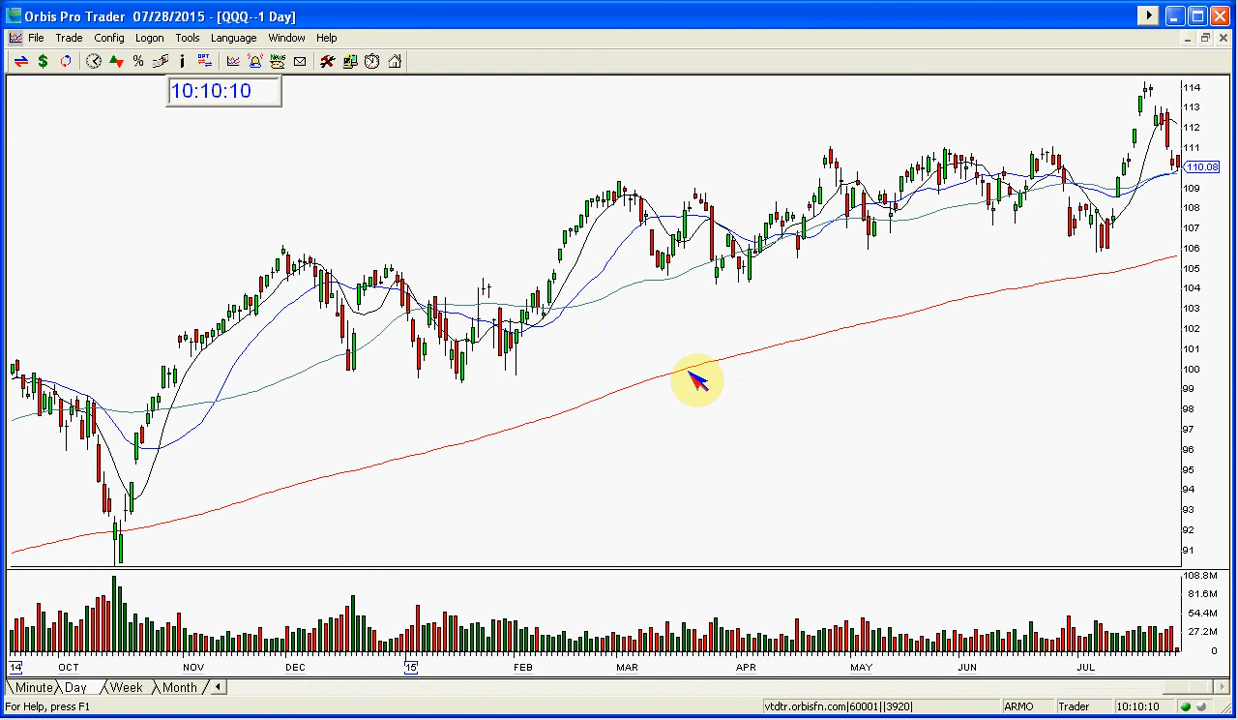 Orbis Pro Trader 07/28/2015 - [QQQ--1 Day]
File Trade Config Logon Tools Language Window Help
$ % i OPT News
10:10:10
114
113
112
111
110.08
109
108
107
106
105
104
103
102
101
100
99
98
97
96
95
94
93
92
91
108.8M
81.6M
54.4M
27.2M
0
14 OCT NOV DEC 15 FEB MAR APR MAY JUN JUL
Minute Day Week Month
For Help, press F1 vtdtr.orbisfn.com|60001||3920| ARMO Trader 10:10:10